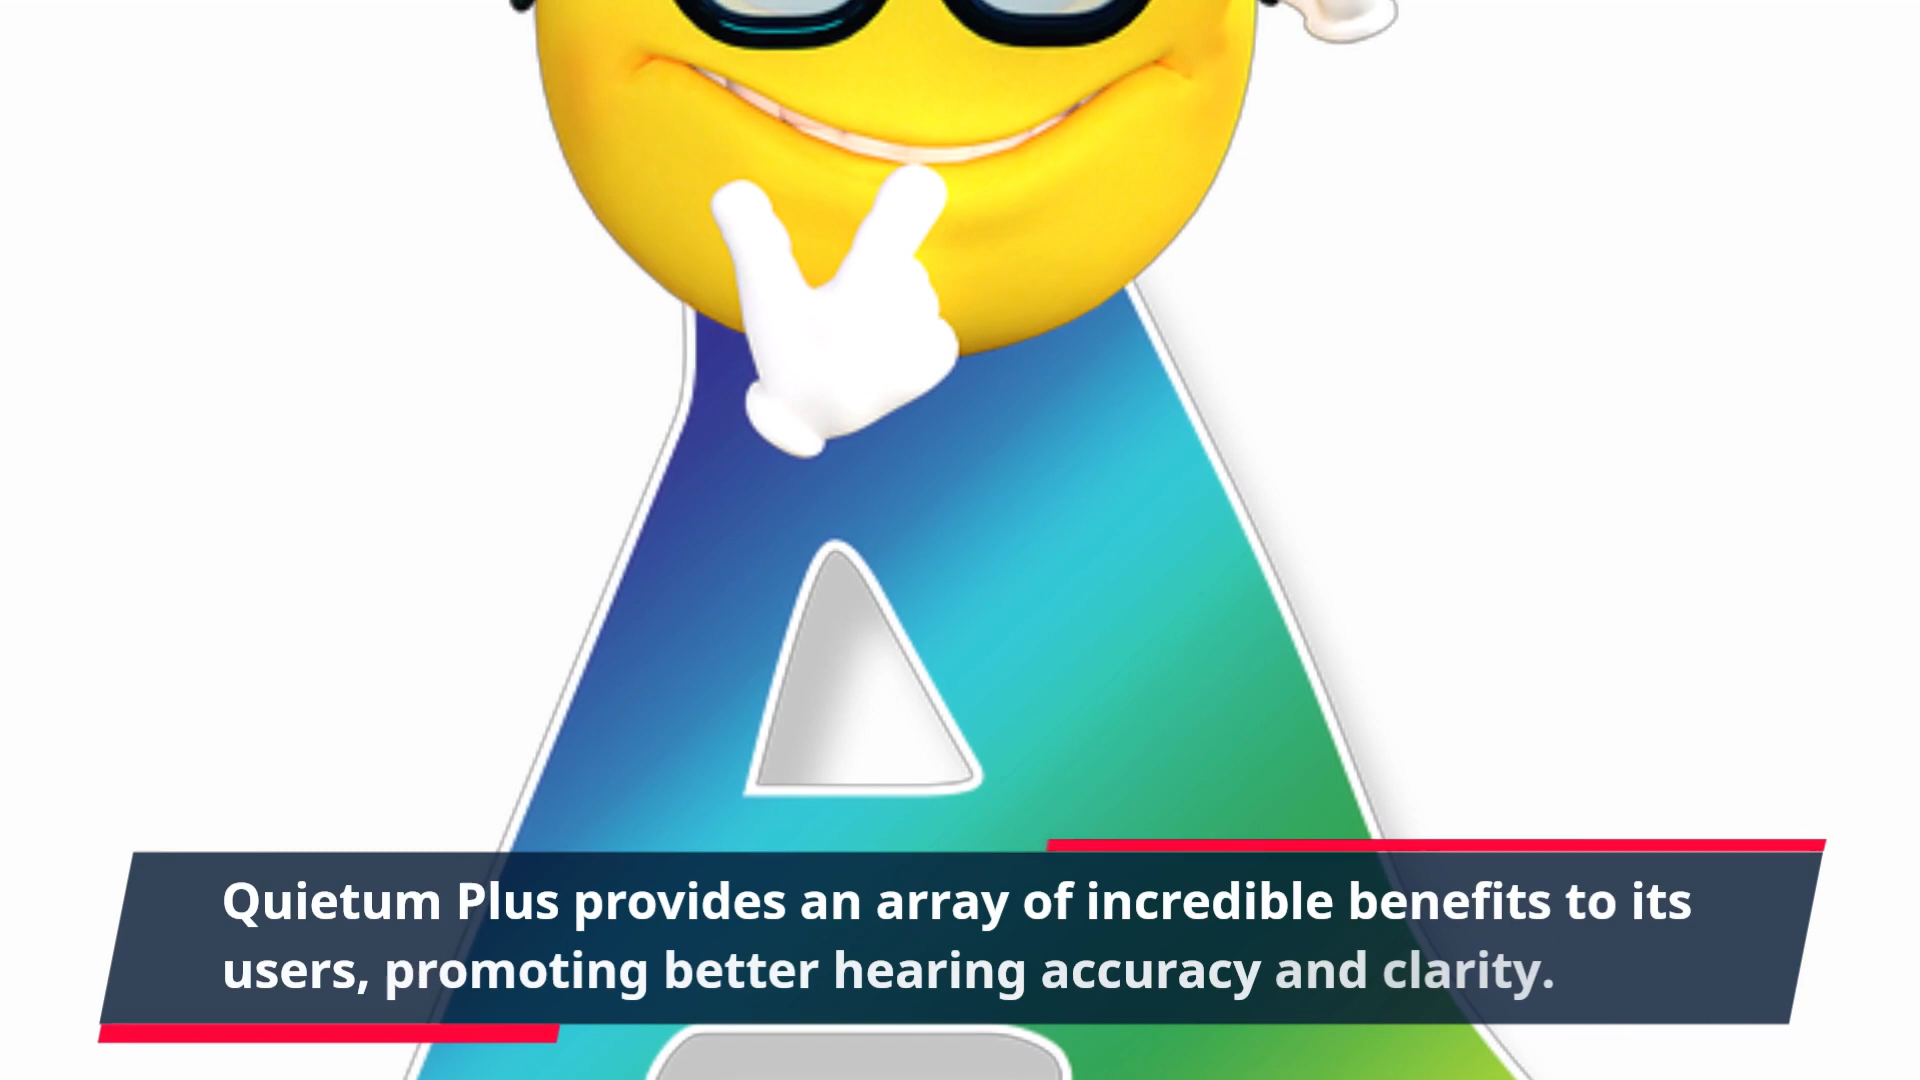 Quietum Plus provides an array of incredible benefits to its
users, promoting better hearing accuracy and clarity.